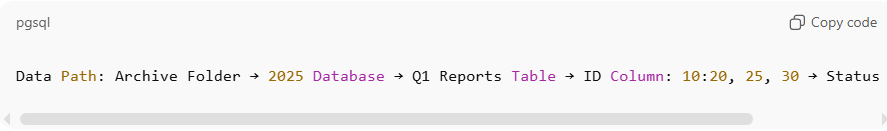 pgsql
Copy code
Data Path: Archive Folder → 2025 Database → Q1 Reports Table → ID Column: 10:20, 25, 30 → Status